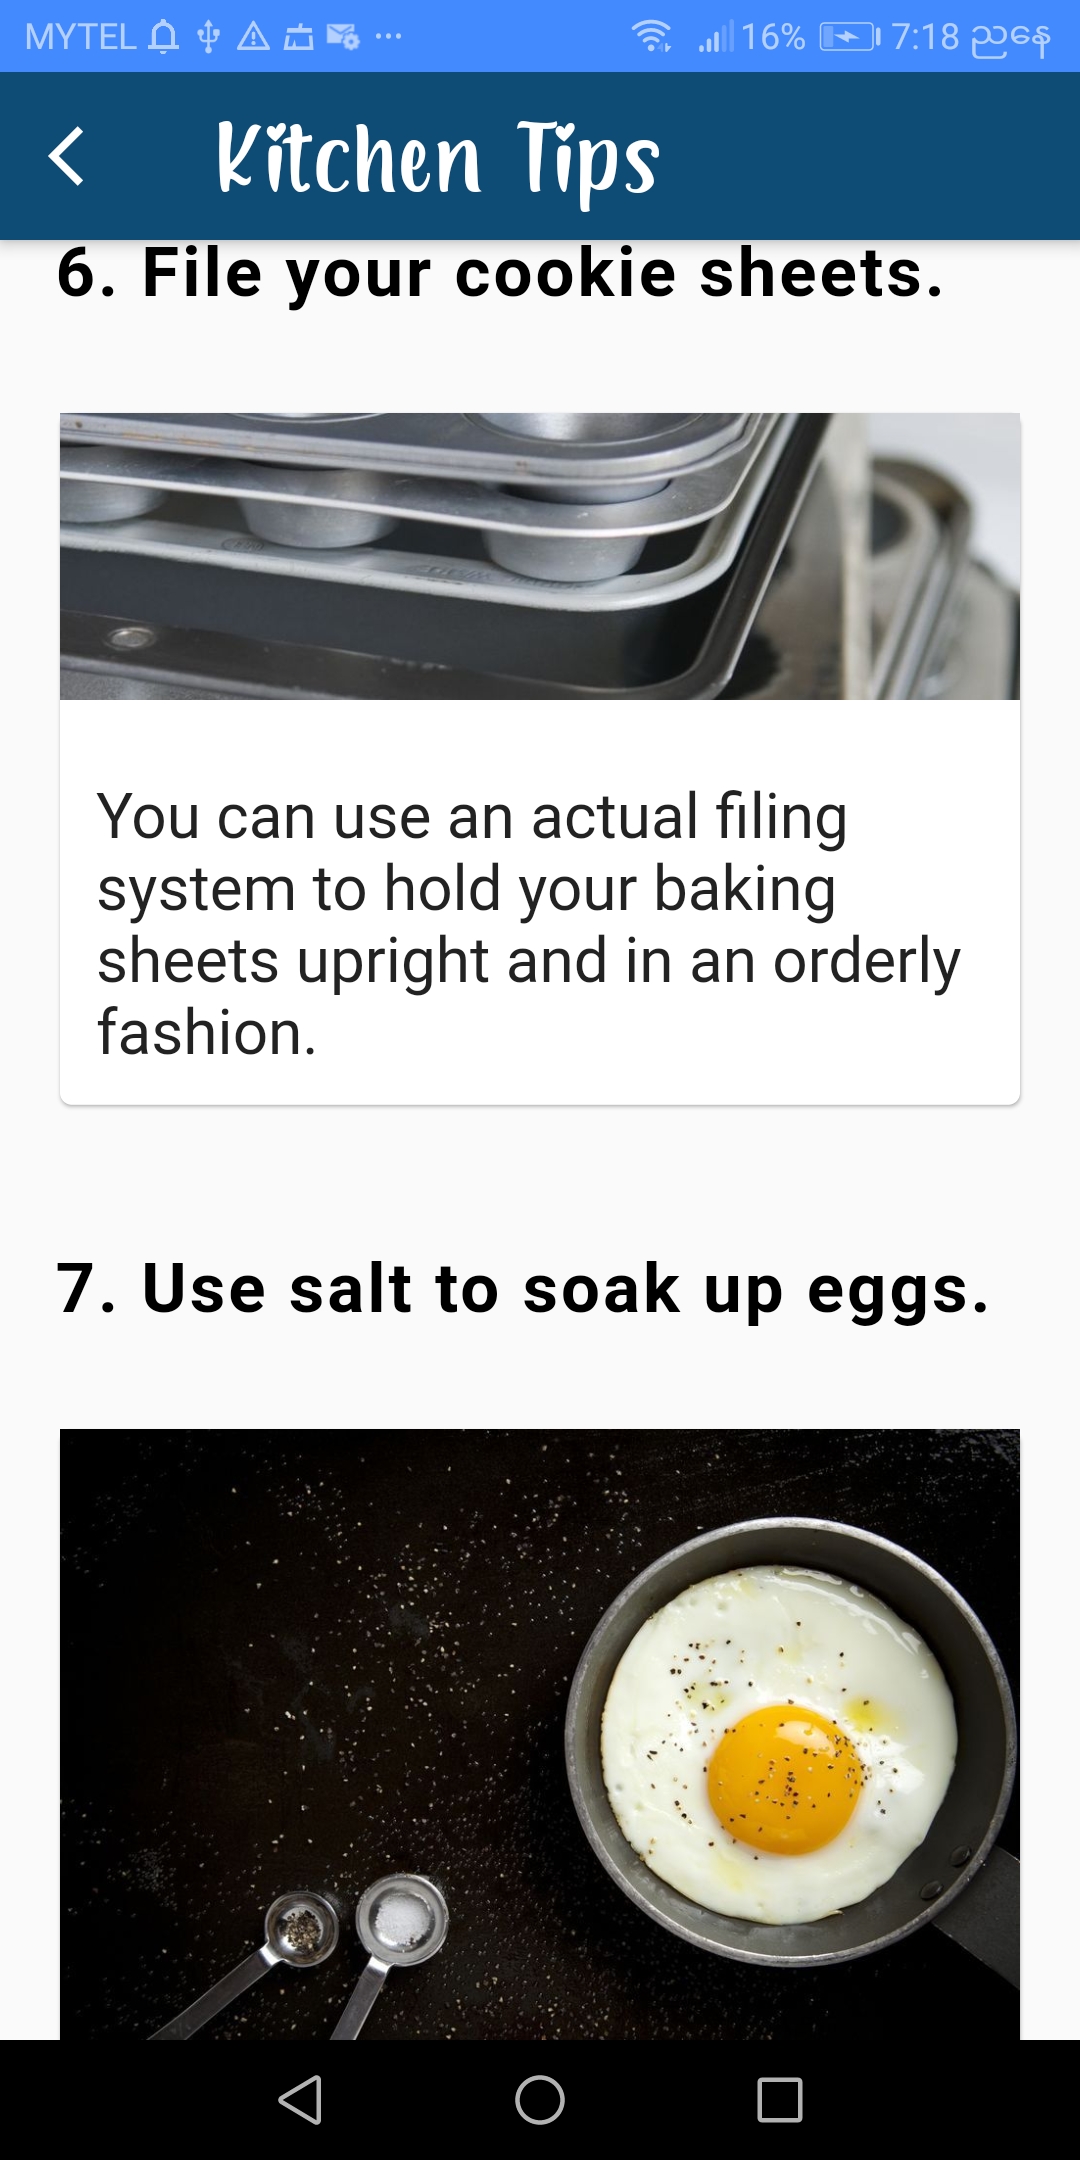 MYTEL 16% 7:18 ညနေ
Kitchen Tips
6. File your cookie sheets.
You can use an actual filing
system to hold your baking
sheets upright and in an orderly
fashion.
7. Use salt to soak up eggs.